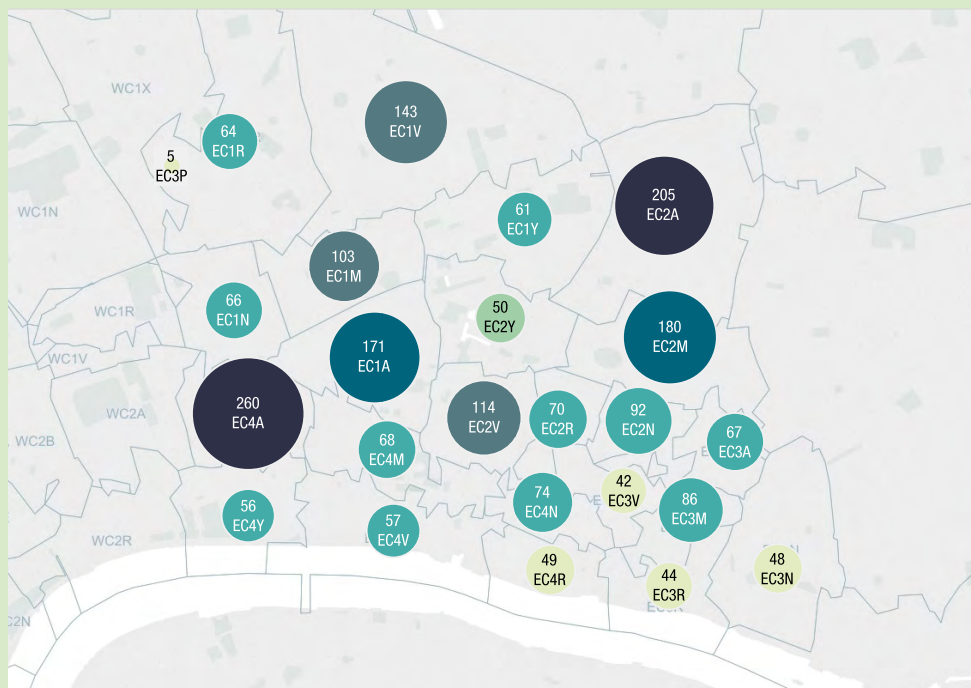 WC1X
143
EC1V
64
EC1R
5
EC3P
205
EC2A
WC1N
61
EC1Y
103
EC1M
66
EC1N
WC1R
50
EC2Y
180
EC2M
171
EC1A
WC1V
260
EC4A
WC2A
114
EC2V
70
EC2R
92
EC2N
67
EC3A
WC2B
68
EC4M
42
EC3V
74
EC4N
86
EC3M
56
EC4Y
57
EC4V
WC2R
49
EC4R
44
EC3R
48
EC3N